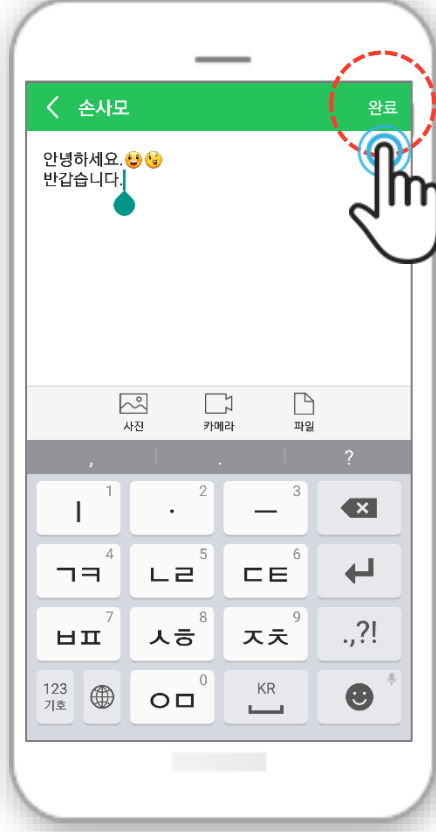 손사모 완료
안녕하세요.😀😜
반갑습니다.
사진 카메라 파일
, . ?
ㅣ 1 · 2 ㅡ 3
ㄱㅋ 4 ㄴㄹ 5 ㄷㅌ 6
ㅂㅍ 7 ㅅㅎ 8 ㅈㅊ 9 .,?!
123
기호 ㅇㅁ 0 KR